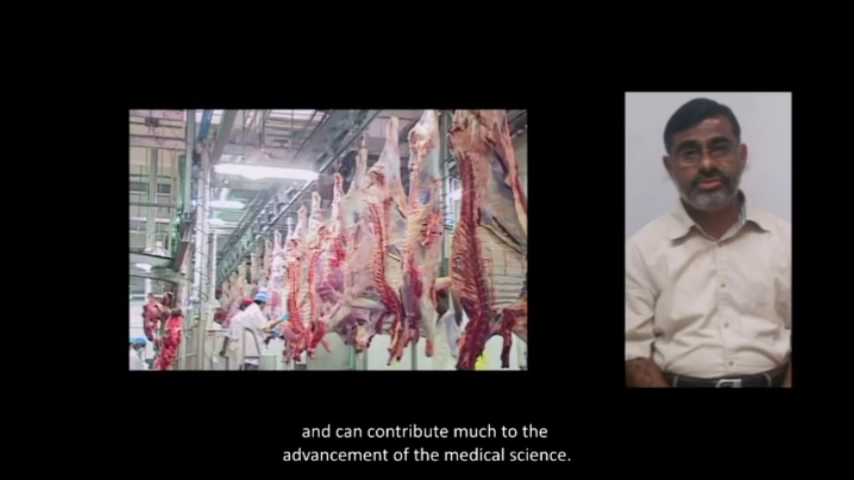 and can contribute much to the
advancement of the medical science.